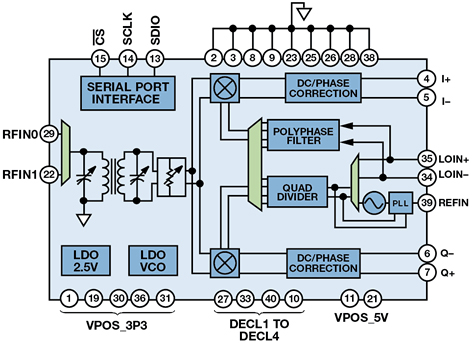 CS
SCLK
SDIO
15
14
13
2
3
8
9
23
25
26
28
38
SERIAL PORT
INTERFACE
DC/PHASE
CORRECTION
4
I+
5
I–
RFIN0
29
RFIN1
22
POLYPHASE
FILTER
QUAD
DIVIDER
35
LOIN+
34
LOIN–
39
REFIN
PLL
LDO
2.5V
LDO
VCO
DC/PHASE
CORRECTION
6
Q–
7
Q+
1
19
30
36
31
27
33
40
10
11
21
VPOS_3P3
DECL1 TO
DECL4
VPOS_5V